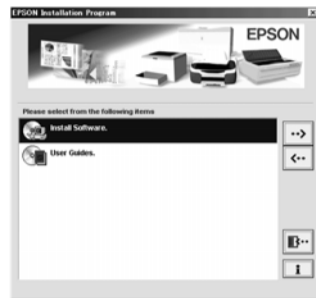 EPSON Installation Program
EPSON
Please select from the following items
Install Software.
User Guides.